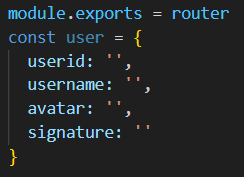 module.exports = router
const user = {
  userid: '',
  username: '',
  avatar: '',
  signature: ''
}